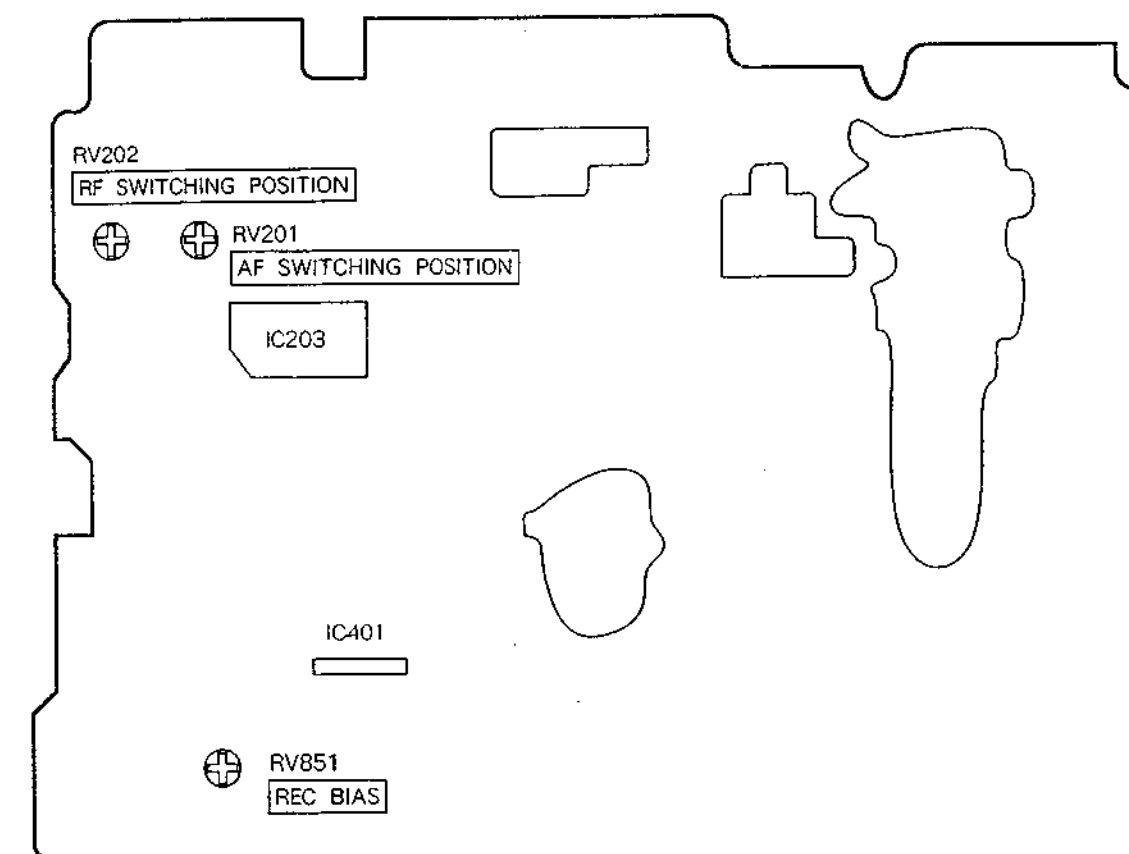 RV202
RF SWITCHING POSITION
RV201
AF SWITCHING POSITION
IC203
IC401
RV851
REC BIAS